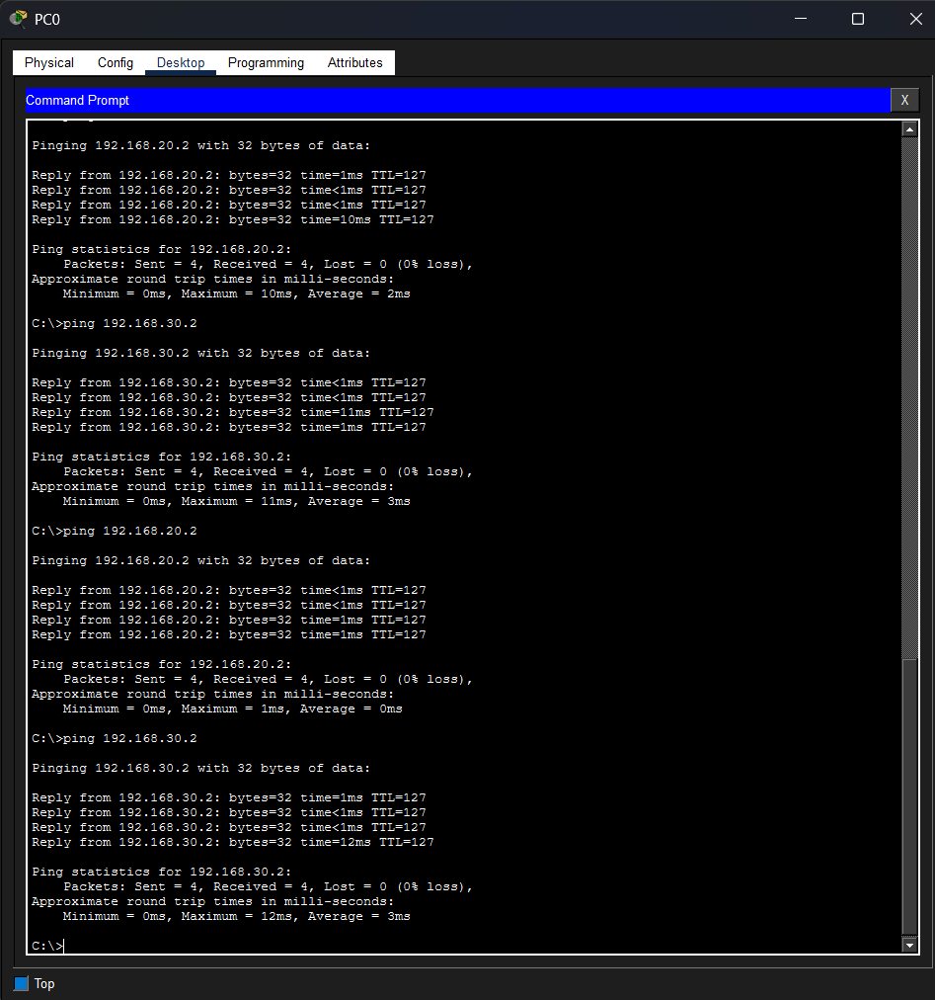 PC0
Physical Config Desktop Programming Attributes
Command Prompt X
Pinging 192.168.20.2 with 32 bytes of data:
Reply from 192.168.20.2: bytes=32 time=1ms TTL=127
Reply from 192.168.20.2: bytes=32 time<1ms TTL=127
Reply from 192.168.20.2: bytes=32 time<1ms TTL=127
Reply from 192.168.20.2: bytes=32 time=10ms TTL=127
Ping statistics for 192.168.20.2:
Packets: Sent = 4, Received = 4, Lost = 0 (0% loss),
Approximate round trip times in milli-seconds:
Minimum = 0ms, Maximum = 10ms, Average = 2ms
C:\>ping 192.168.30.2
Pinging 192.168.30.2 with 32 bytes of data:
Reply from 192.168.30.2: bytes=32 time<1ms TTL=127
Reply from 192.168.30.2: bytes=32 time<1ms TTL=127
Reply from 192.168.30.2: bytes=32 time=11ms TTL=127
Reply from 192.168.30.2: bytes=32 time=1ms TTL=127
Ping statistics for 192.168.30.2:
Packets: Sent = 4, Received = 4, Lost = 0 (0% loss),
Approximate round trip times in milli-seconds:
Minimum = 0ms, Maximum = 11ms, Average = 3ms
C:\>ping 192.168.20.2
Pinging 192.168.20.2 with 32 bytes of data:
Reply from 192.168.20.2: bytes=32 time<1ms TTL=127
Reply from 192.168.20.2: bytes=32 time=1ms TTL=127
Reply from 192.168.20.2: bytes=32 time=1ms TTL=127
Reply from 192.168.20.2: bytes=32 time=1ms TTL=127
Ping statistics for 192.168.20.2:
Packets: Sent = 4, Received = 4, Lost = 0 (0% loss),
Approximate round trip times in milli-seconds:
Minimum = 0ms, Maximum = 1ms, Average = 0ms
C:\>ping 192.168.30.2
Pinging 192.168.30.2 with 32 bytes of data:
Reply from 192.168.30.2: bytes=32 time=1ms TTL=127
Reply from 192.168.30.2: bytes=32 time<1ms TTL=127
Reply from 192.168.30.2: bytes=32 time<1ms TTL=127
Reply from 192.168.30.2: bytes=32 time=12ms TTL=127
Ping statistics for 192.168.30.2:
Packets: Sent = 4, Received = 4, Lost = 0 (0% loss),
Approximate round trip times in milli-seconds:
Minimum = 0ms, Maximum = 12ms, Average = 3ms
C:\>
Top